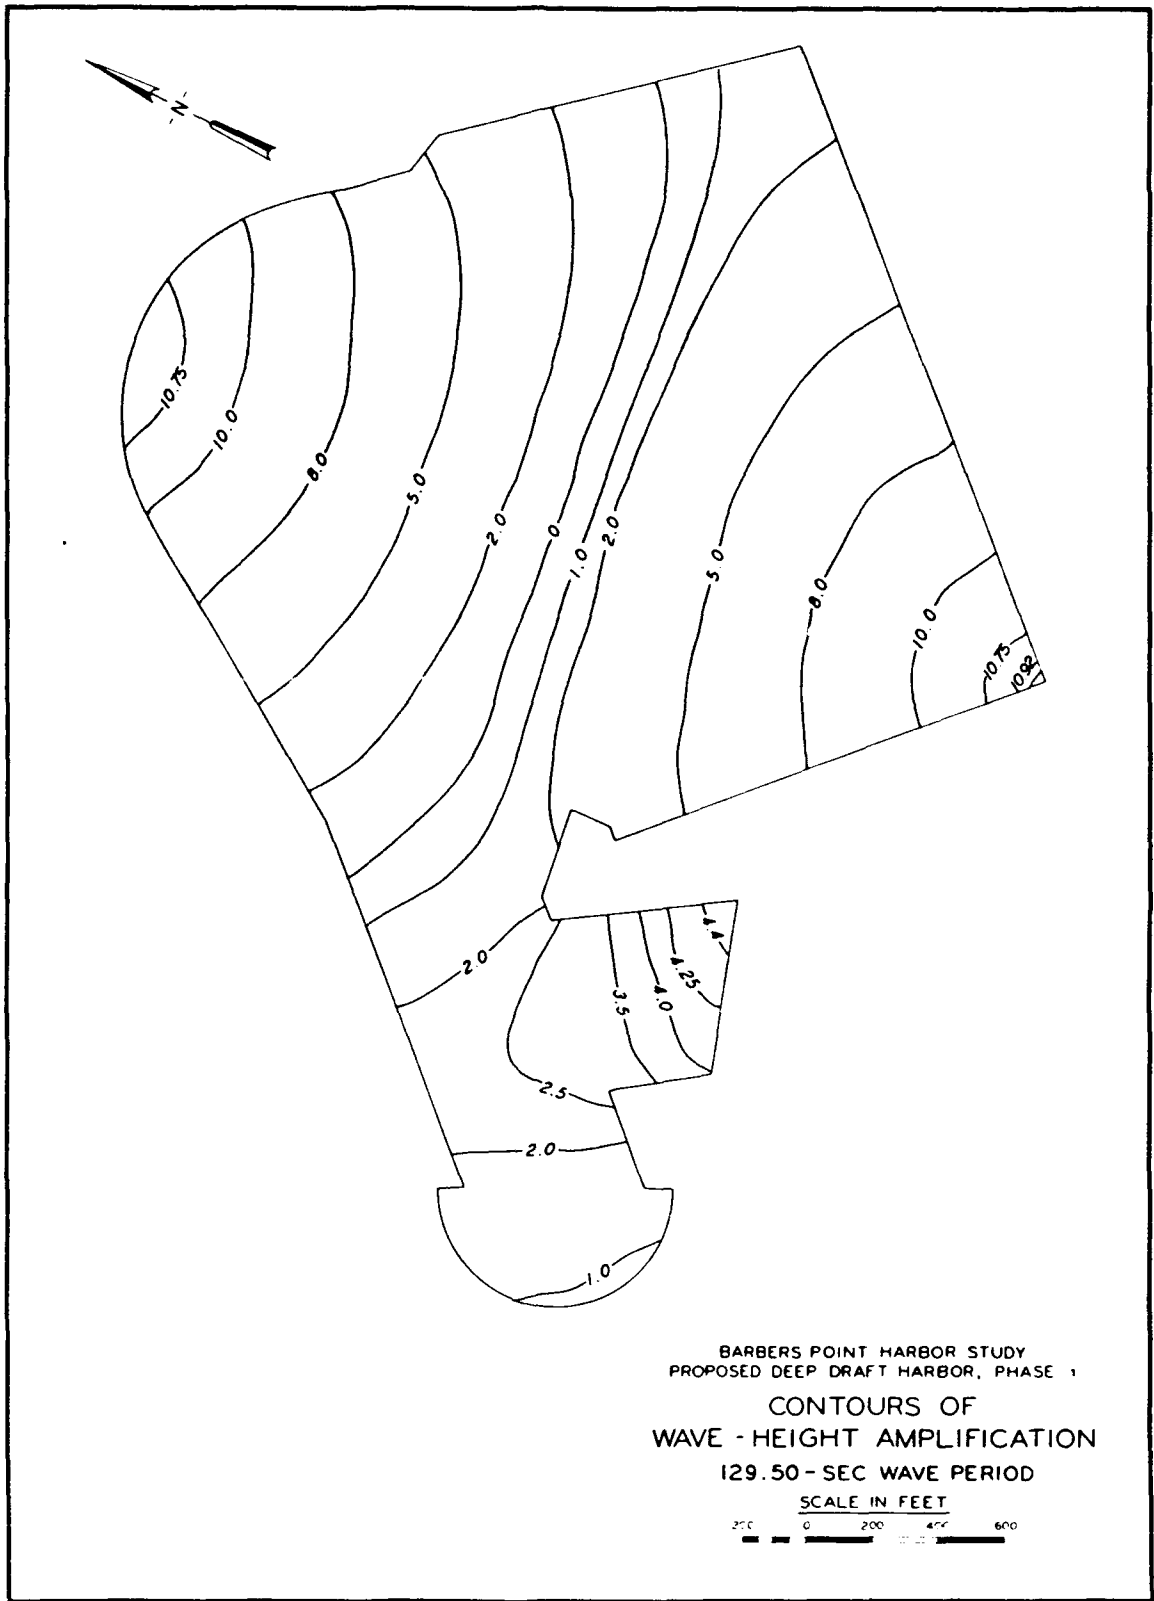 N
10.75
10.0
8.0
5.0
2.0
0
1.0
2.0
5.0
8.0
10.0
10.75
10.92
2.0
2.5
3.5
4.0
4.25
4.4
2.0
1.0
BARBERS POINT HARBOR STUDY
PROPOSED DEEP DRAFT HARBOR, PHASE 1
CONTOURS OF
WAVE - HEIGHT AMPLIFICATION
129.50 - SEC WAVE PERIOD
SCALE IN FEET
0 200 600